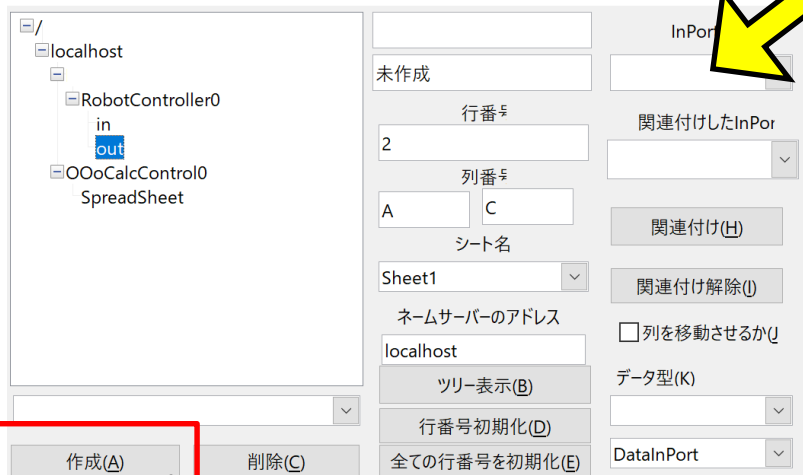 /
localhost
RobotController0
in
out
OOoCalcControl0
SpreadSheet
作成(A)
削除(C)
未作成
行番号
2
列番号
A
C
シート名
Sheet1
ネームサーバーのアドレス
localhost
ツリー表示(B)
行番号初期化(D)
全ての行番号を初期化(E)
InPor
関連付けしたInPor
関連付け(H)
関連付け解除(I)
列を移動させるか(J
データ型(K)
DataInPort